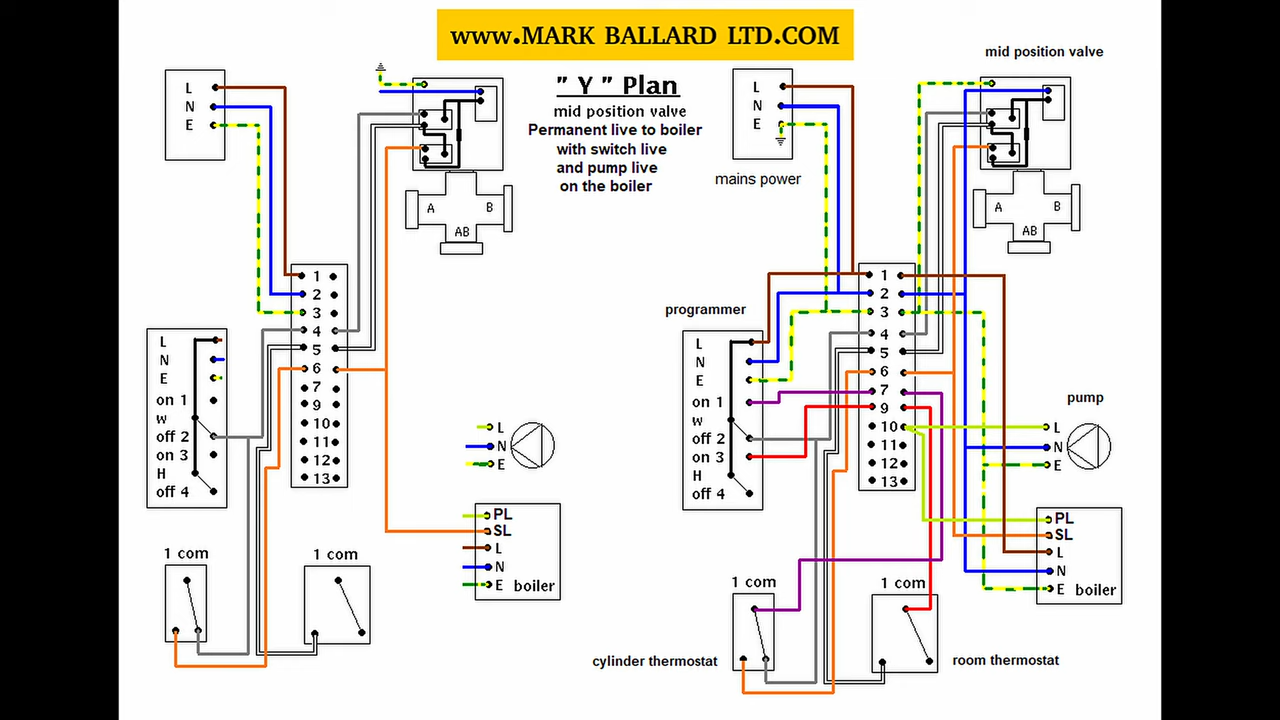 www.MARK BALLARD LTD.COM
" Y " Plan
mid position valve
Permanent live to boiler
with switch live
and pump live
on the boiler
L
N
E
A
B
AB
1
2
3
4
5
6
7
9
10
11
12
13
L
N
E
on 1
w
off 2
on 3
H
off 4
L
N
E
PL
SL
L
N
E boiler
1 com
1 com
mid position valve
L
N
E
mains power
A
B
AB
programmer
1
2
3
4
5
6
7
9
10
11
12
13
L
N
E
on 1
w
off 2
on 3
H
off 4
pump
L
N
E
PL
SL
L
N
E boiler
1 com
1 com
cylinder thermostat
room thermostat